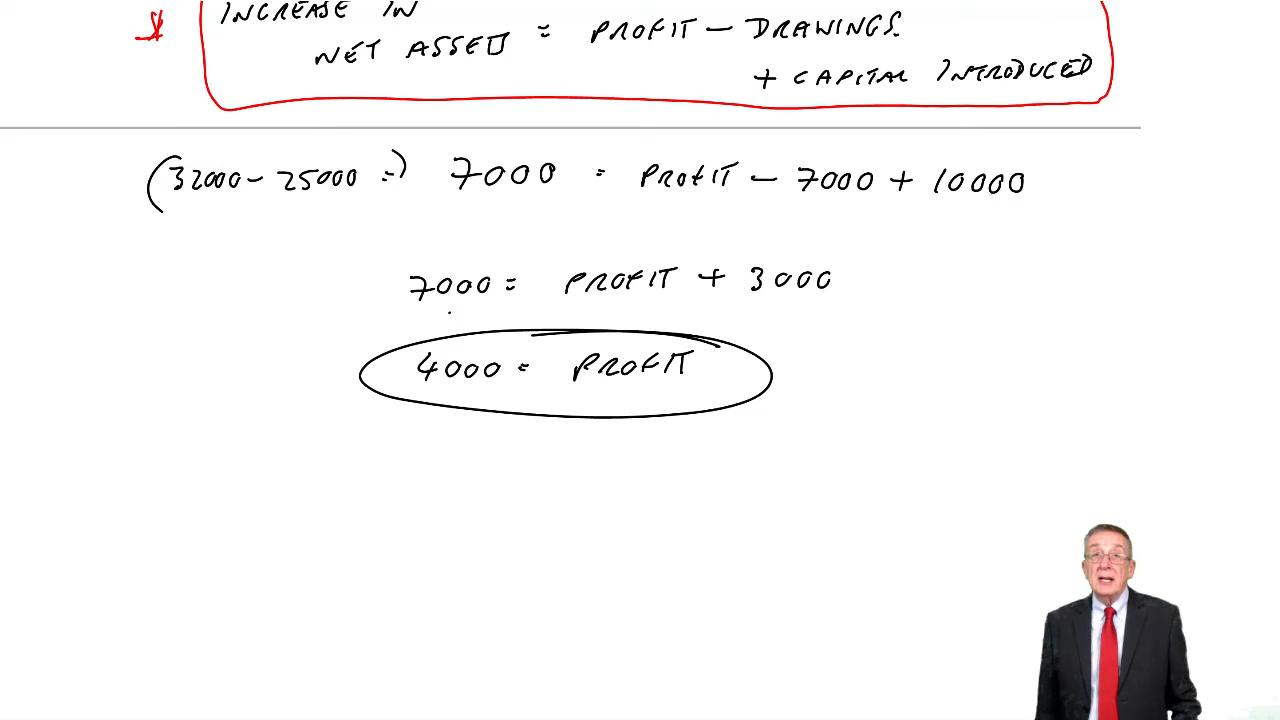 INCREASE IN
* NET ASSETS = PROFIT - DRAWINGS
+ CAPITAL INTRODUCED
(32000 - 25000 =) 7000 = PROFIT - 7000 + 10000
7000 = PROFIT + 3000
4000 = PROFIT